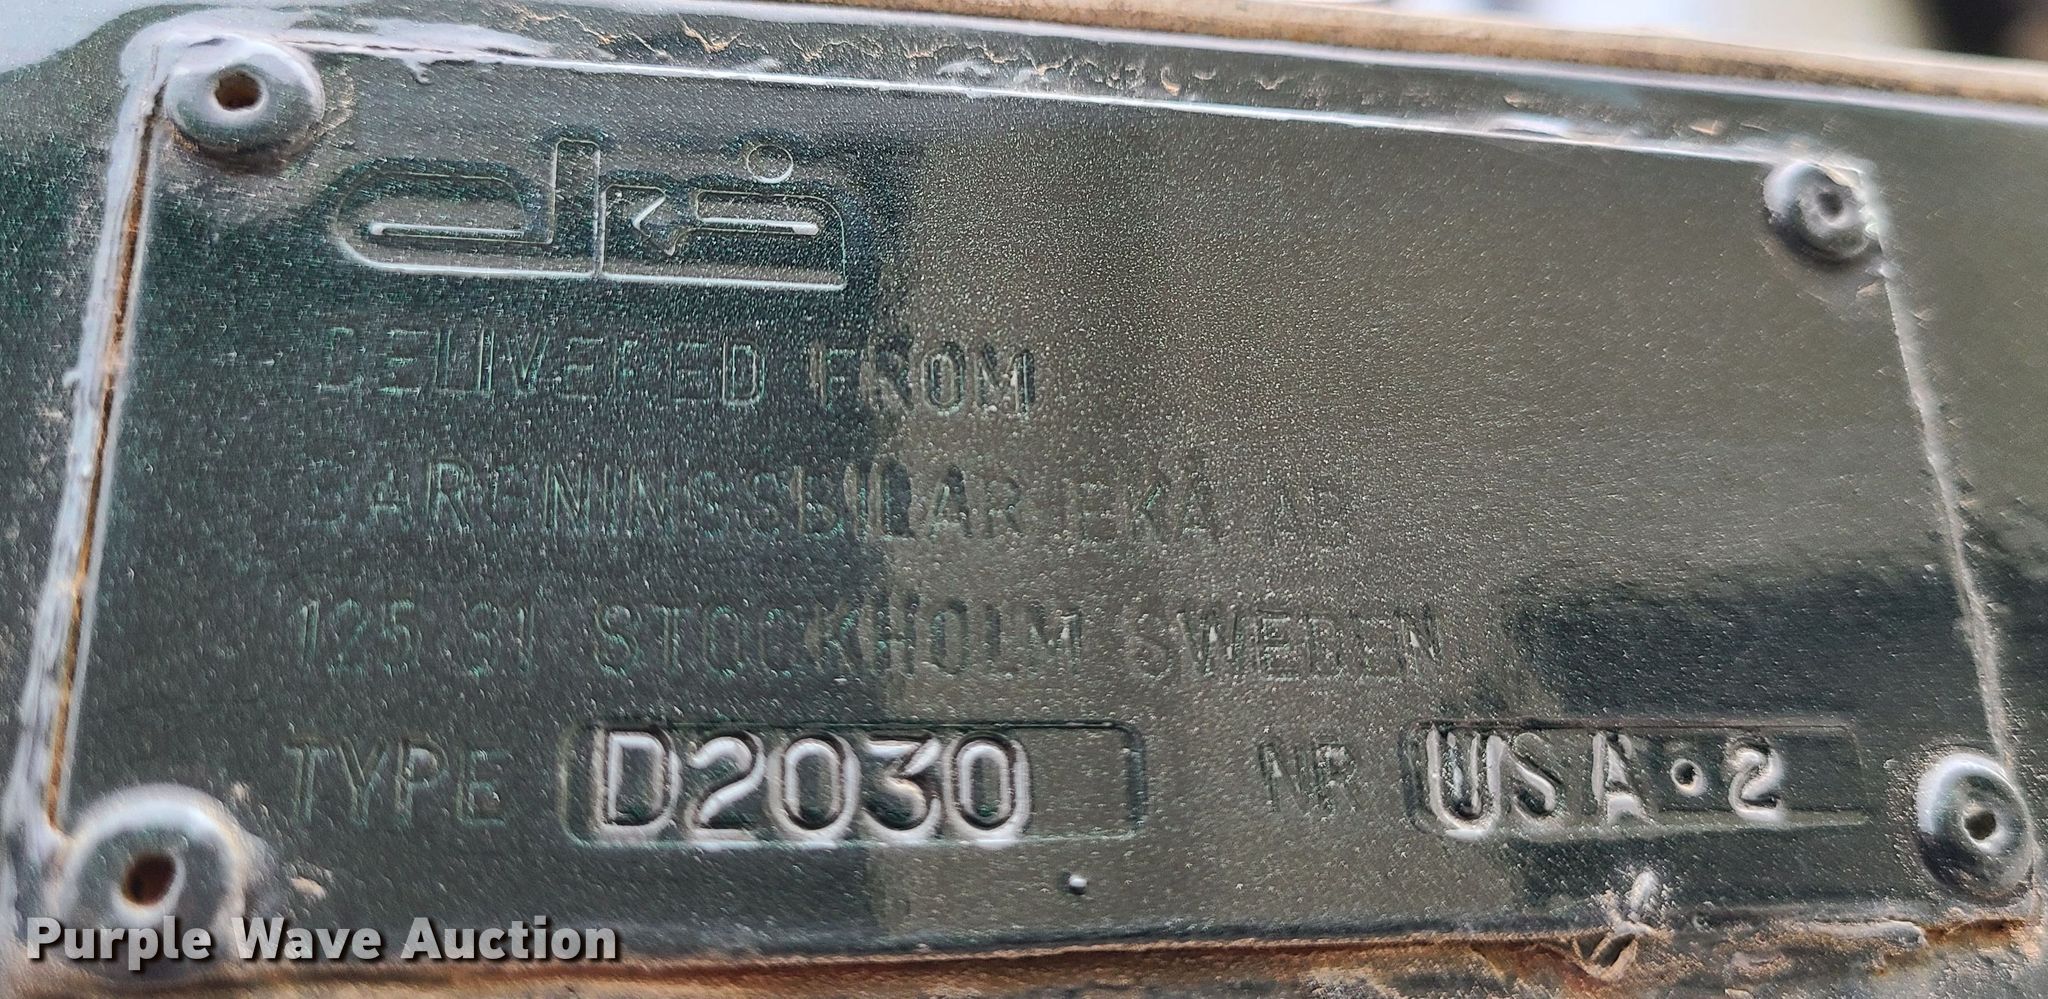 eka
DELIVERED FROM
BÄRGNINGSBILAR EKA AB
125 31 STOCKHOLM SWEDEN
TYPE D2030 NR USA·2
Purple Wave Auction